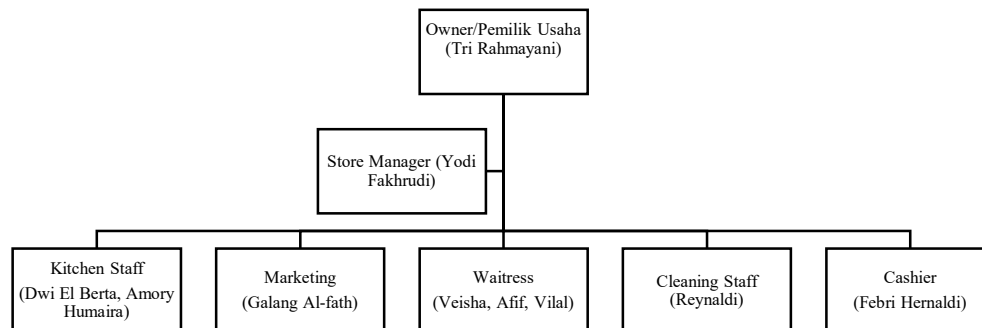 Owner/Pemilik Usaha
(Tri Rahmayani)
Store Manager (Yodi
Fakhrudi)
Kitchen Staff
(Dwi El Berta, Amory
Humaira)
Marketing
(Galang Al-fath)
Waitress
(Veisha, Afif, Vilal)
Cleaning Staff
(Reynaldi)
Cashier
(Febri Hernaldi)